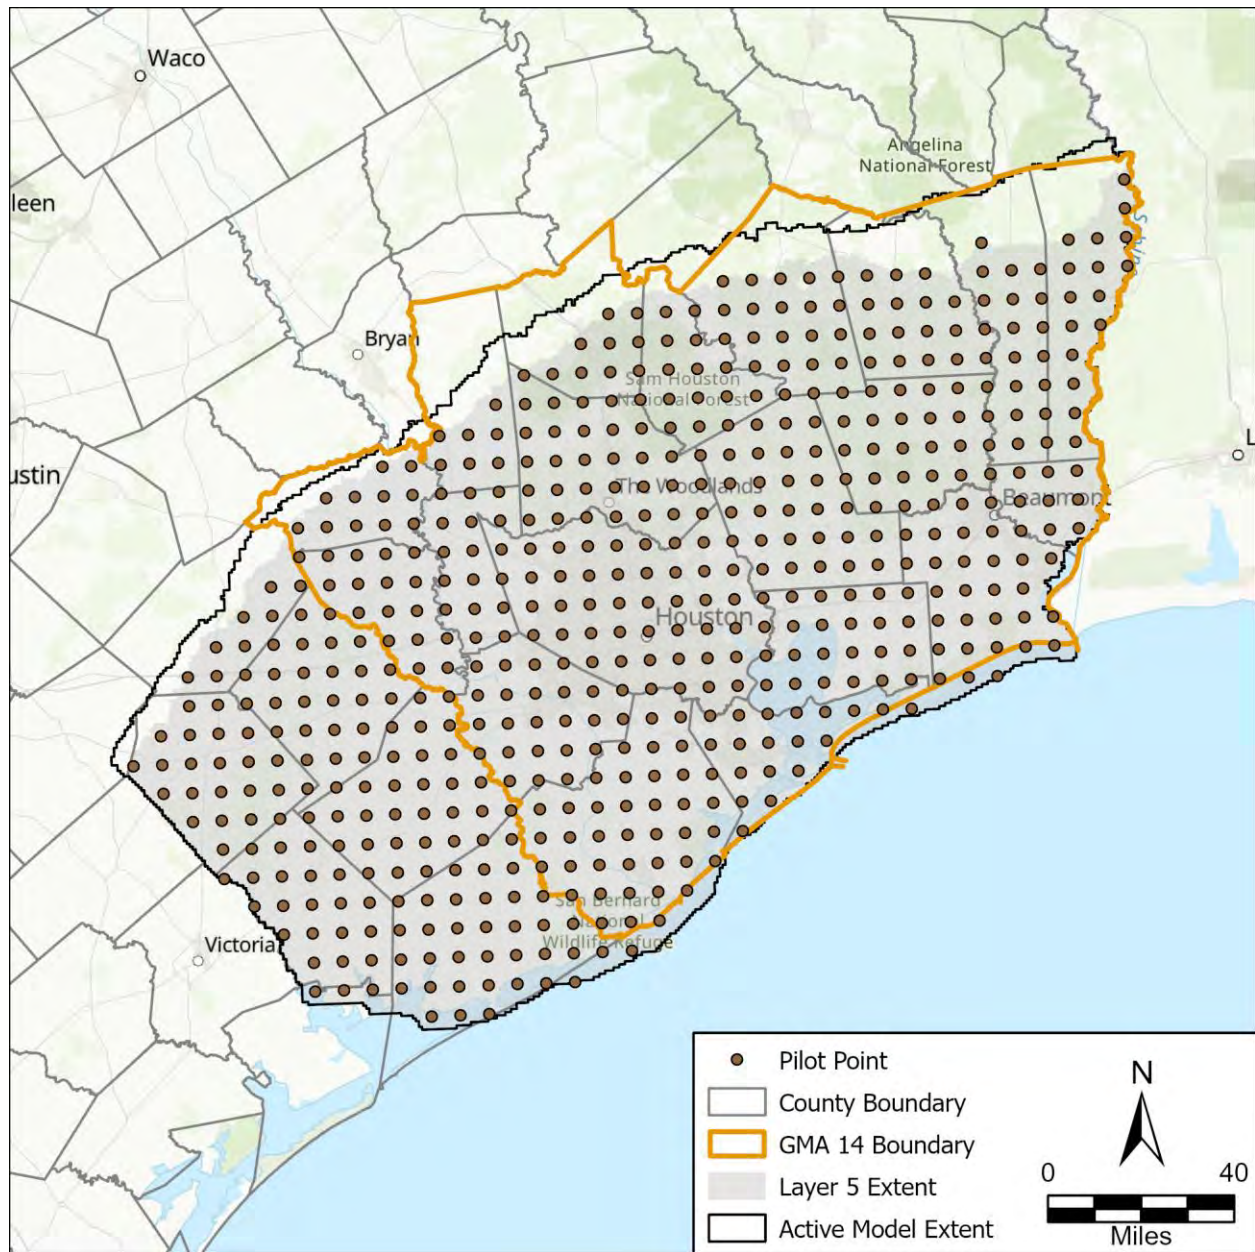 Waco
Angelina
National Forest
leen
Bryan
Sam Houston
National Forest
ustin
L
The Woodlands
Beaumont
Houston
San Bernard
National
Wildlife Refuge
Victoria
Pilot Point
County Boundary
GMA 14 Boundary
Layer 5 Extent
Active Model Extent
N
0 40
Miles